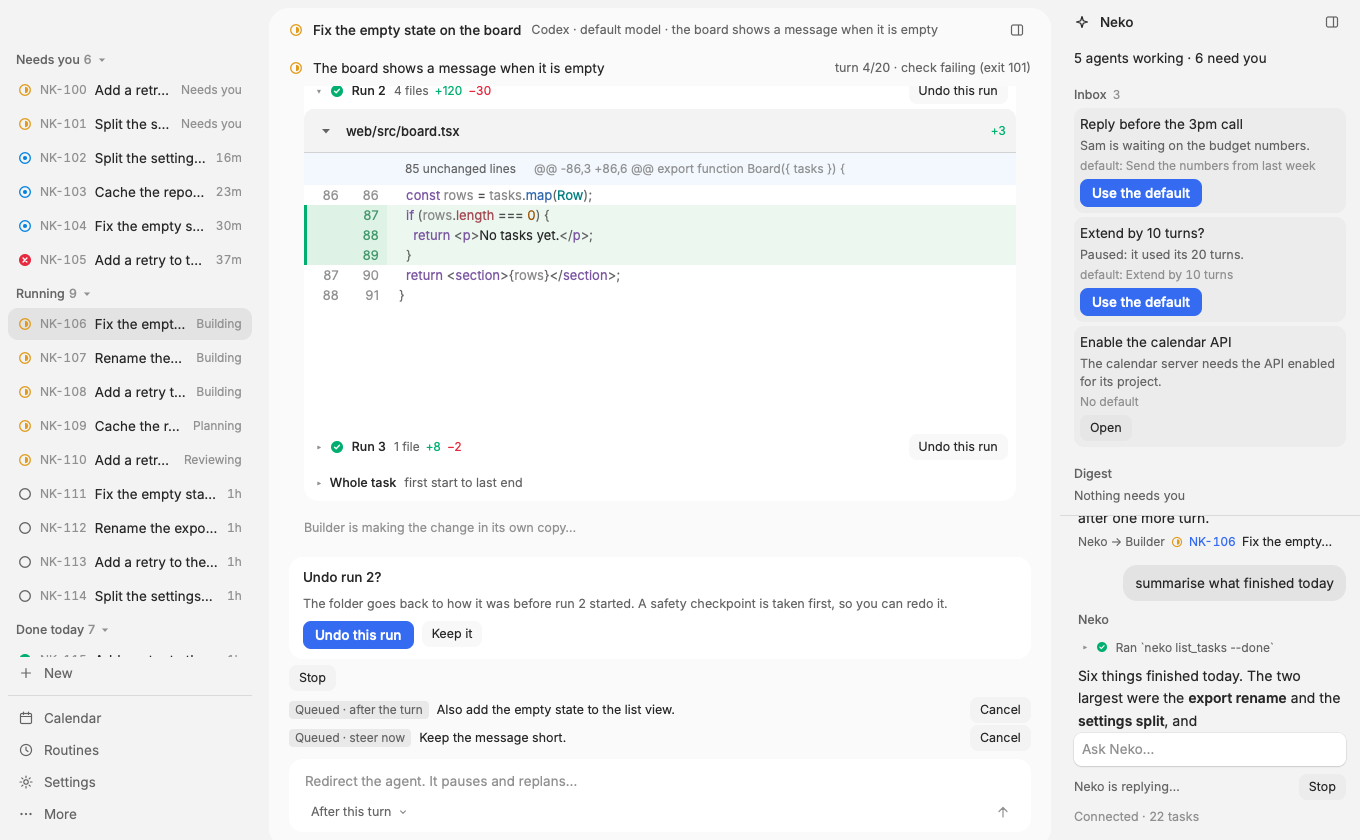 Needs you 6
NK-100 Add a retr... Needs you
NK-101 Split the s... Needs you
NK-102 Split the setting... 16m
NK-103 Cache the repo... 23m
NK-104 Fix the empty s... 30m
NK-105 Add a retry to t... 37m
Running 9
NK-106 Fix the empt... Building
NK-107 Rename the... Building
NK-108 Add a retry t... Building
NK-109 Cache the r... Planning
NK-110 Add a retr... Reviewing
NK-111 Fix the empty sta... 1h
NK-112 Rename the expo... 1h
NK-113 Add a retry to the... 1h
NK-114 Split the settings... 1h
Done today 7
New
Calendar
Routines
Settings
More
Fix the empty state on the board Codex · default model · the board shows a message when it is empty
The board shows a message when it is empty turn 4/20 · check failing (exit 101)
Run 2 4 files +120 −30 Undo this run
web/src/board.tsx +3
85 unchanged lines @@ -86,3 +86,6 @@ export function Board({ tasks }) {
86 86 const rows = tasks.map(Row);
87 if (rows.length === 0) {
88 return <p>No tasks yet.</p>;
89 }
87 90 return <section>{rows}</section>;
88 91 }
Run 3 1 file +8 −2 Undo this run
Whole task first start to last end
Builder is making the change in its own copy...
Undo run 2?
The folder goes back to how it was before run 2 started. A safety checkpoint is taken first, so you can redo it.
Undo this run Keep it
Stop
Queued · after the turn Also add the empty state to the list view. Cancel
Queued · steer now Keep the message short. Cancel
Redirect the agent. It pauses and replans...
After this turn
Neko
5 agents working · 6 need you
Inbox 3
Reply before the 3pm call
Sam is waiting on the budget numbers.
default: Send the numbers from last week
Use the default
Extend by 10 turns?
Paused: it used its 20 turns.
default: Extend by 10 turns
Use the default
Enable the calendar API
The calendar server needs the API enabled
for its project.
No default
Open
Digest
Nothing needs you
after one more turn.
Neko → Builder NK-106 Fix the empty...
summarise what finished today
Neko
Ran `neko list_tasks --done`
Six things finished today. The two
largest were the export rename and the
settings split, and
Ask Neko...
Neko is replying... Stop
Connected · 22 tasks